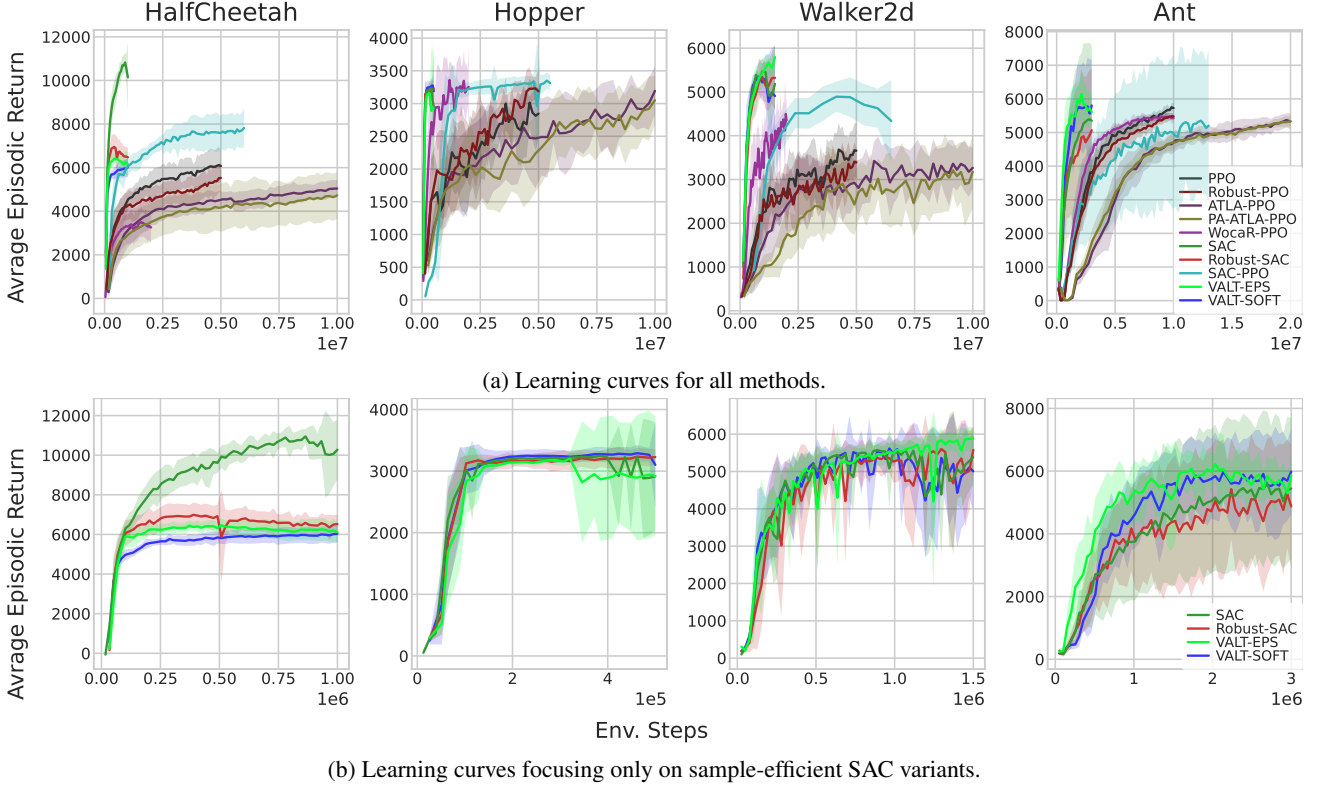 HalfCheetah Hopper Walker2d Ant
Avrage Episodic Return
12000
10000
8000
6000
4000
2000
0
0.00 0.25 0.50 0.75 1.00
1e7
4000
3500
3000
2500
2000
1500
1000
500
0
0.00 0.25 0.50 0.75 1.00
1e7
6000
5000
4000
3000
2000
1000
0
0.00 0.25 0.50 0.75 1.00
1e7
8000
7000
6000
5000
4000
3000
2000
1000
0
0.0 0.5 1.0 1.5 2.0
1e7
PPO
Robust-PPO
ATLA-PPO
PA-ATLA-PPO
WocaR-PPO
SAC
Robust-SAC
SAC-PPO
VALT-EPS
VALT-SOFT
(a) Learning curves for all methods.
Avrage Episodic Return
12000
10000
8000
6000
4000
2000
0
0.00 0.25 0.50 0.75 1.00
1e6
4000
3000
2000
1000
0
0 2 4
1e5
6000
5000
4000
3000
2000
1000
0
0.0 0.5 1.0 1.5
1e6
8000
6000
4000
2000
0
0 1 2 3
1e6
SAC
Robust-SAC
VALT-EPS
VALT-SOFT
Env. Steps
(b) Learning curves focusing only on sample-efficient SAC variants.